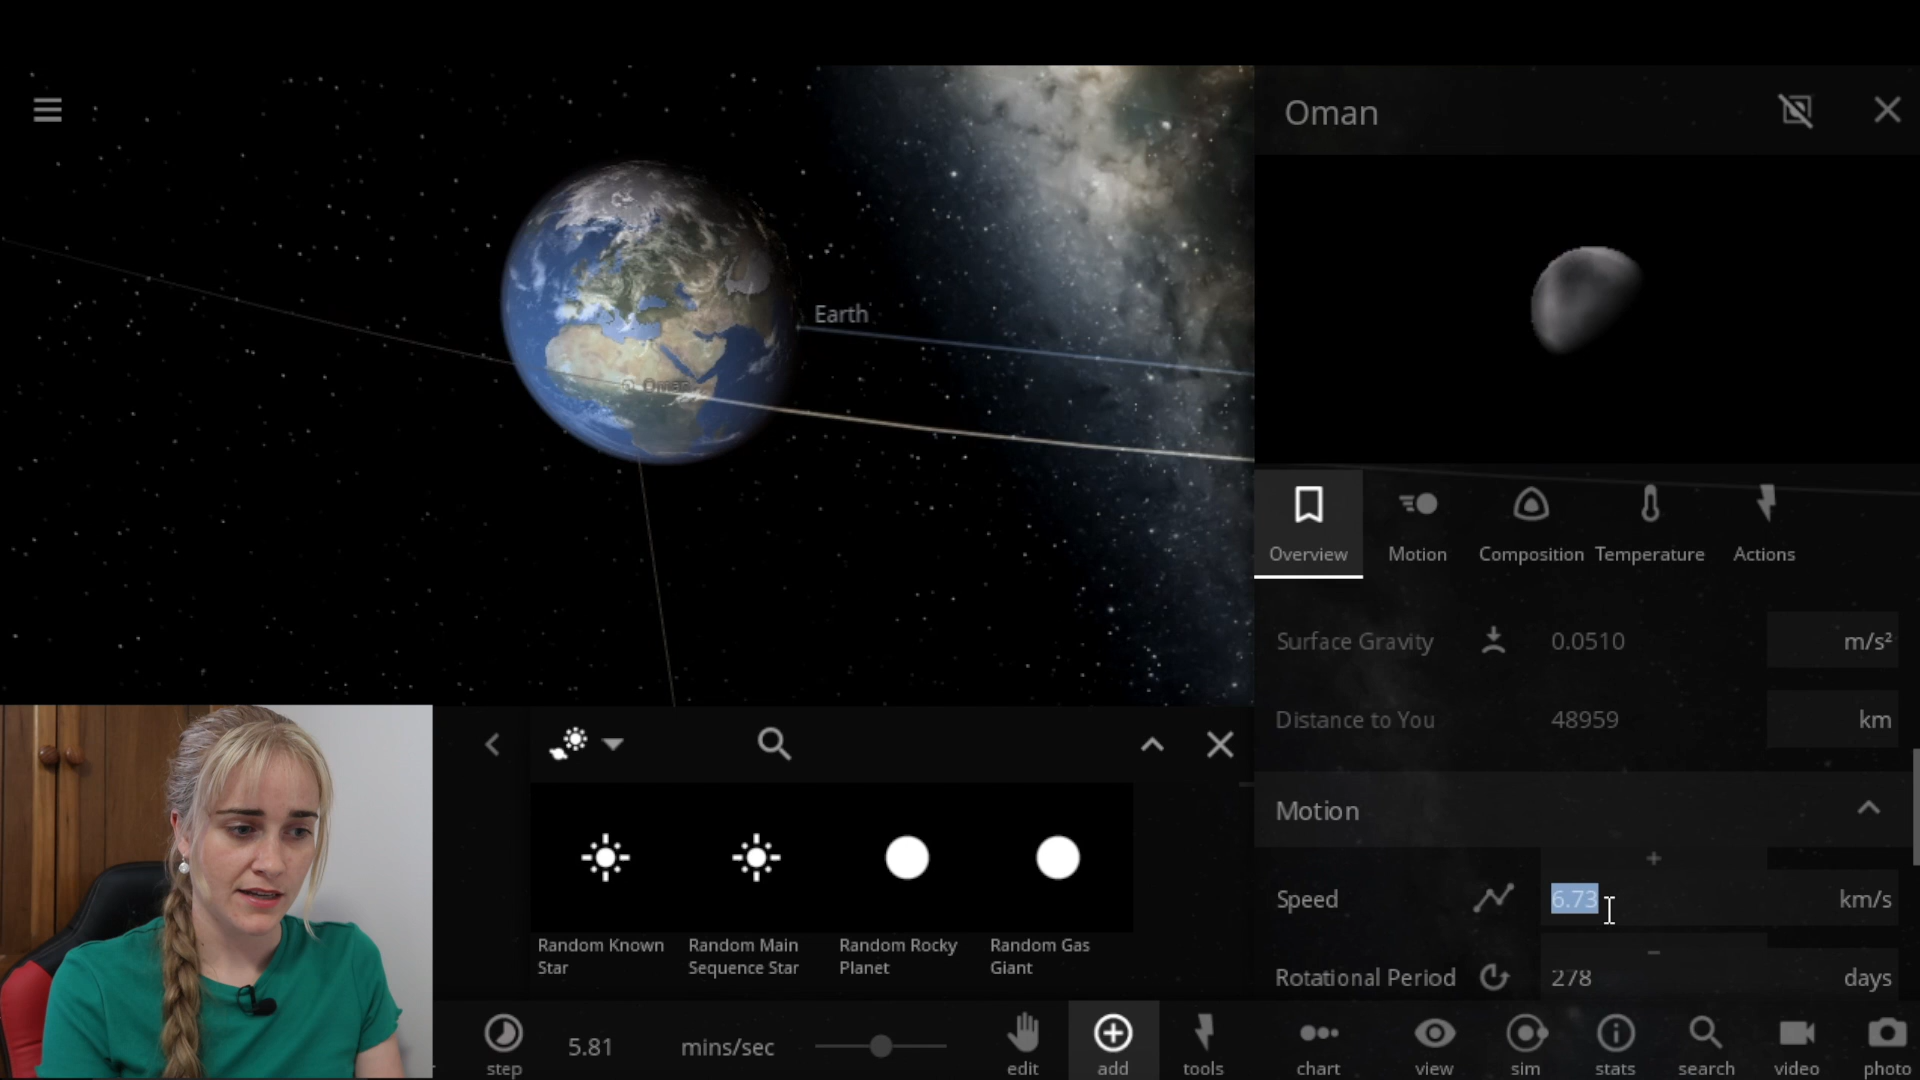 Oman
Earth
Oman
Overview
Motion
Composition
Temperature
Actions
Surface Gravity 0.0510 m/s²
Distance to You 48959 km
Motion
Speed 6.73 km/s
Rotational Period 278 days
Random Known
Star
Random Main
Sequence Star
Random Rocky
Planet
Random Gas
Giant
step
5.81 mins/sec
edit
add
tools
chart
view
sim
stats
search
video
photo